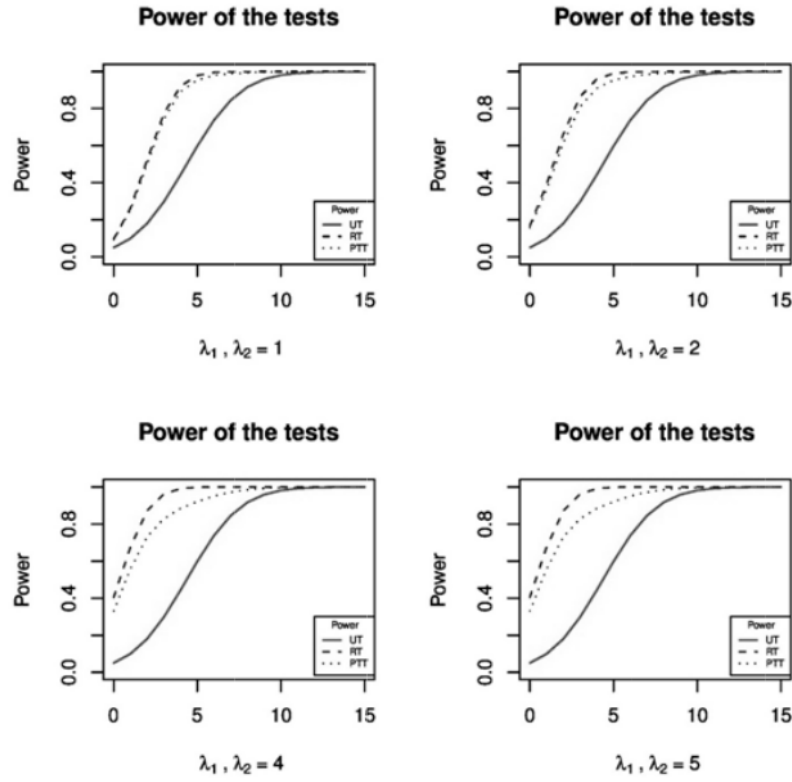 Power of the tests
Power
0.8
0.4
0.0
Power
UT
RT
PTT
0 5 10 15
λ₁ , λ₂ = 1
Power of the tests
Power
0.8
0.4
0.0
Power
UT
RT
PTT
0 5 10 15
λ₁ , λ₂ = 2
Power of the tests
Power
0.8
0.4
0.0
Power
UT
RT
PTT
0 5 10 15
λ₁ , λ₂ = 4
Power of the tests
Power
0.8
0.4
0.0
Power
UT
RT
PTT
0 5 10 15
λ₁ , λ₂ = 5